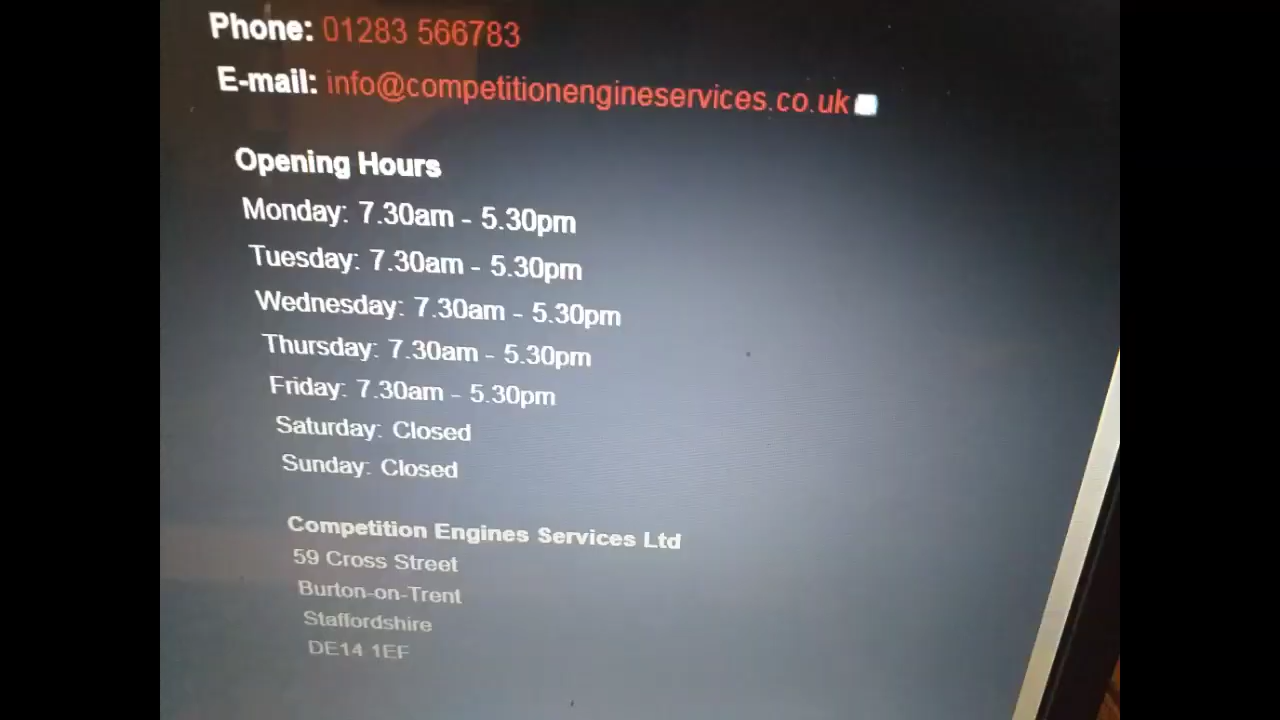 Phone: 01283 566783
E-mail: info@competitionengineservices.co.uk
Opening Hours
Monday: 7.30am - 5.30pm
Tuesday: 7.30am - 5.30pm
Wednesday: 7.30am - 5.30pm
Thursday: 7.30am - 5.30pm
Friday: 7.30am - 5.30pm
Saturday: Closed
Sunday: Closed
Competition Engines Services Ltd
59 Cross Street
Burton-on-Trent
Staffordshire
DE14 1EF